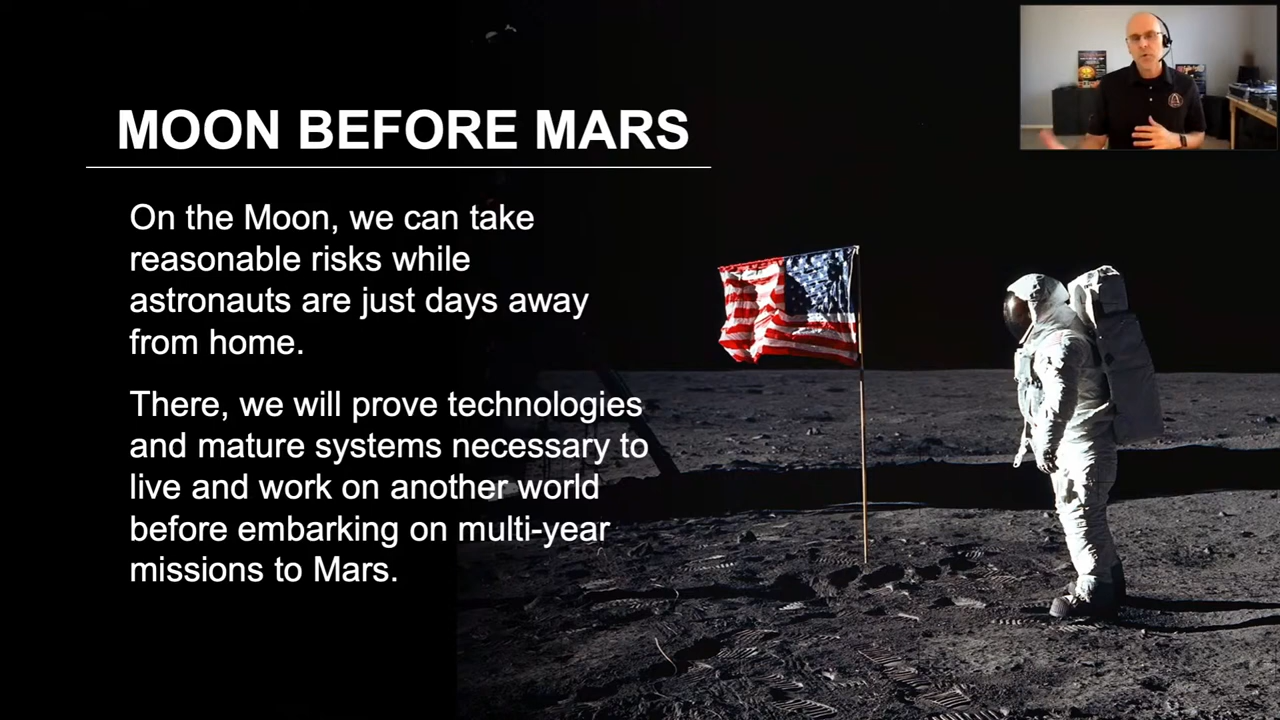 MOON BEFORE MARS
On the Moon, we can take
reasonable risks while
astronauts are just days away
from home.
There, we will prove technologies
and mature systems necessary to
live and work on another world
before embarking on multi-year
missions to Mars.